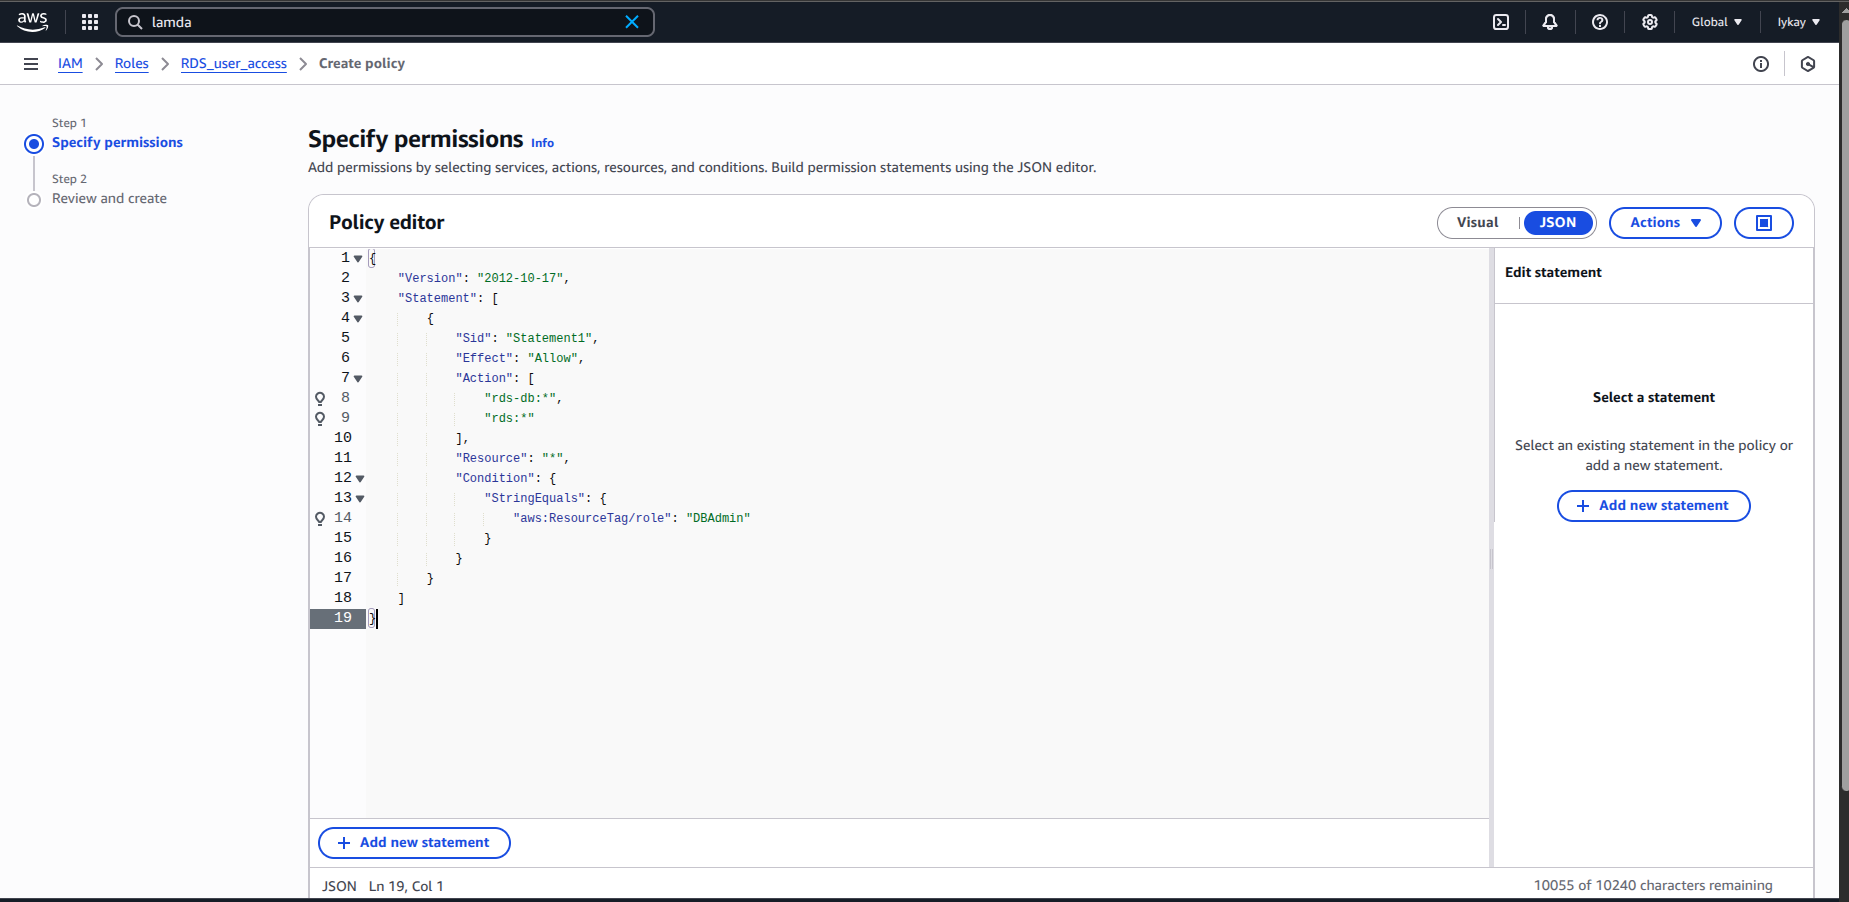 aws
lamda
Global
Iykay
IAM
Roles
RDS_user_access
Create policy
Step 1
Specify permissions
Step 2
Review and create
Specify permissions Info
Add permissions by selecting services, actions, resources, and conditions. Build permission statements using the JSON editor.
Policy editor
Visual
JSON
Actions
1 {
2 "Version": "2012-10-17",
3 "Statement": [
4 {
5 "Sid": "Statement1",
6 "Effect": "Allow",
7 "Action": [
8 "rds-db:*",
9 "rds:*"
10 ],
11 "Resource": "*",
12 "Condition": {
13 "StringEquals": {
14 "aws:ResourceTag/role": "DBAdmin"
15 }
16 }
17 }
18 ]
19 }
Edit statement
Select a statement
Select an existing statement in the policy or
add a new statement.
+ Add new statement
+ Add new statement
JSON Ln 19, Col 1
10055 of 10240 characters remaining